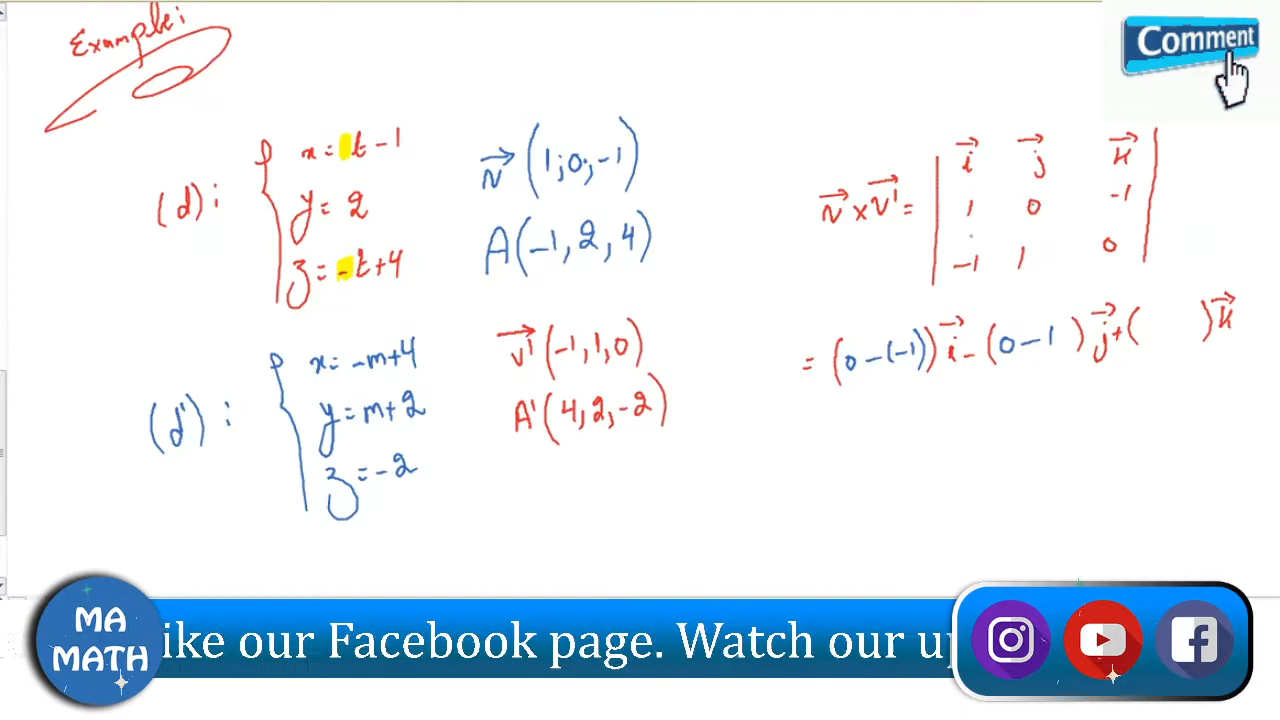 Example:
Comment
(d): { x = t - 1
y = 2
z = -t + 4
V⃗ (1; 0; -1)
A(-1, 2, 4)
(d'): { x = -m + 4
y = m + 2
z = -2
V'⃗ (-1, 1, 0)
A'(4, 2, -2)
V⃗ x V'⃗ = | i⃗ j⃗ k⃗ |
1 0 -1
-1 1 0
= (0 - (-1)) i⃗ - (0 - 1 ) j⃗ + ( ) k⃗
MA
MATH
ike our Facebook page. Watch our up